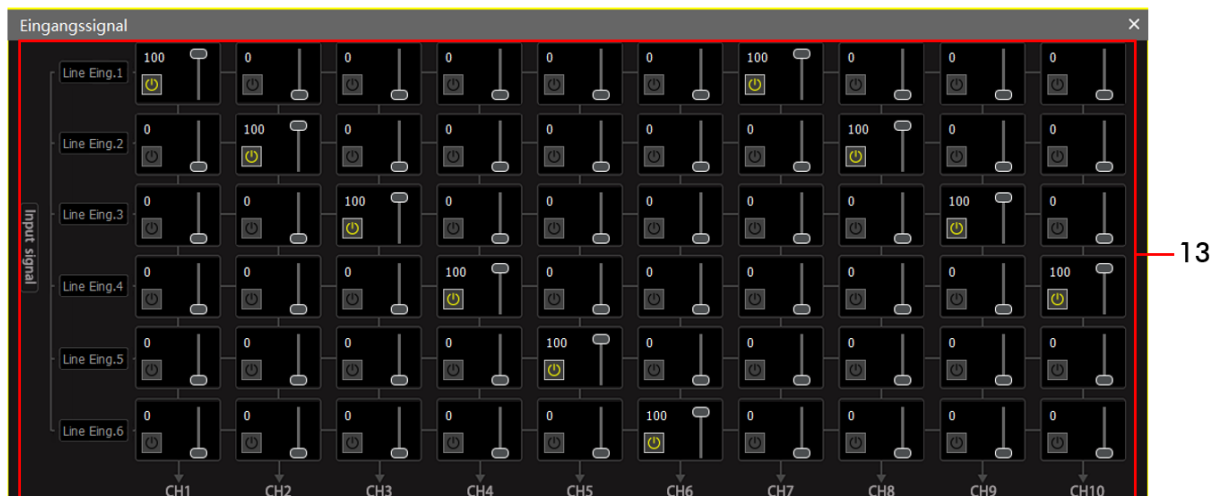 Eingangssignal ×
Line Eing.1 100 0 0 0 0 0 100 0 0 0
Line Eing.2 0 100 0 0 0 0 0 100 0 0
Line Eing.3 0 0 100 0 0 0 0 0 100 0
Input signal
13
Line Eing.4 0 0 0 100 0 0 0 0 0 100
Line Eing.5 0 0 0 0 100 0 0 0 0 0
Line Eing.6 0 0 0 0 0 100 0 0 0 0
CH1 CH2 CH3 CH4 CH5 CH6 CH7 CH8 CH9 CH10